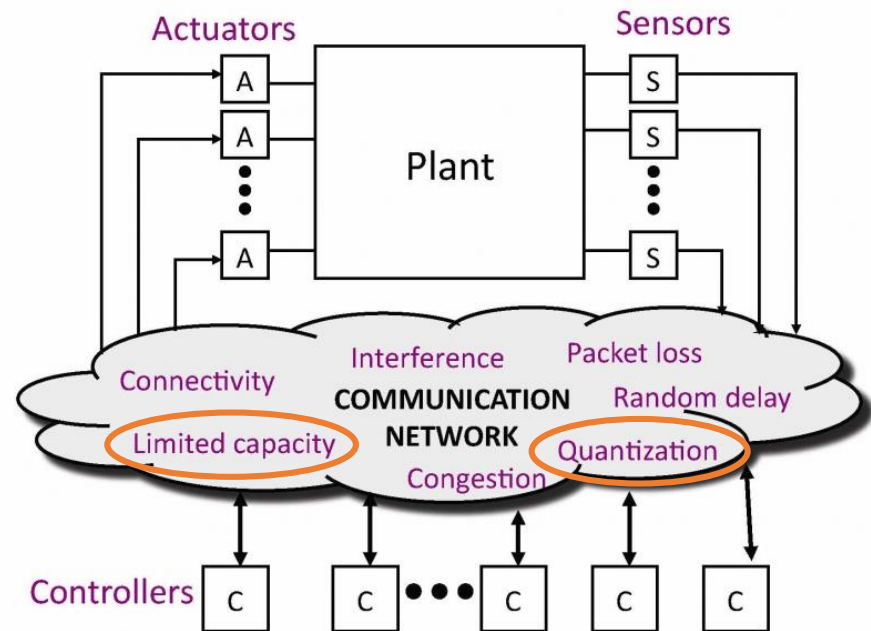 Actuators
Sensors
A
S
A
S
Plant
A
S
Interference
Packet loss
Connectivity
COMMUNICATION
Random delay
Limited capacity
NETWORK
Quantization
Congestion
Controllers
C
C
C
C
C